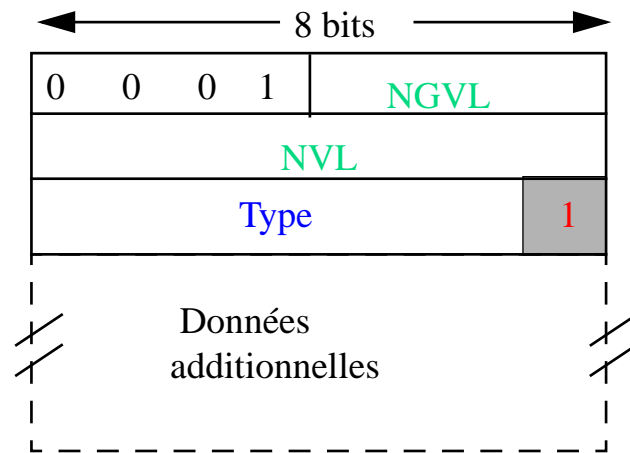 8 bits
0 0 0 1 NGVL
NVL
Type 1
Données
additionnelles